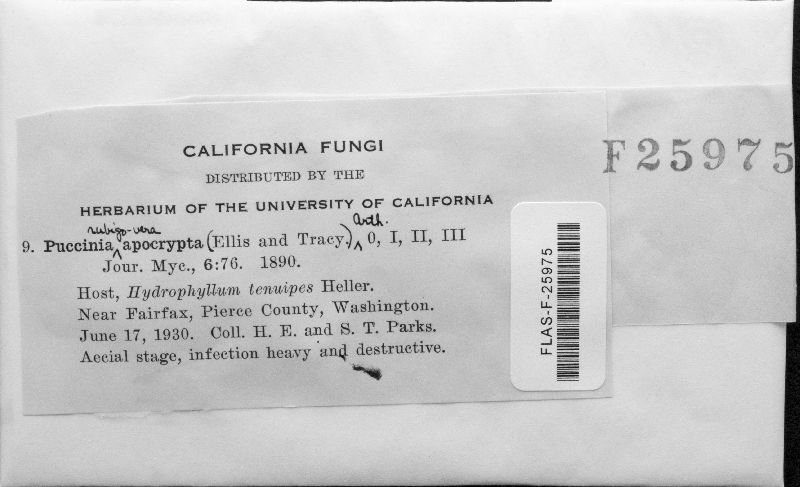 CALIFORNIA FUNGI
DISTRIBUTED BY THE
HERBARIUM OF THE UNIVERSITY OF CALIFORNIA
rubigo-vera Arth.
9. Puccinia ^ apocrypta (Ellis and Tracy.) ^ 0, I, II, III
Jour. Myc., 6:76. 1890.
Host, Hydrophyllum tenuipes Heller.
Near Fairfax, Pierce County, Washington.
June 17, 1930. Coll. H. E. and S. T. Parks.
Aecial stage, infection heavy and destructive.
FLAS-F-25975
F25975